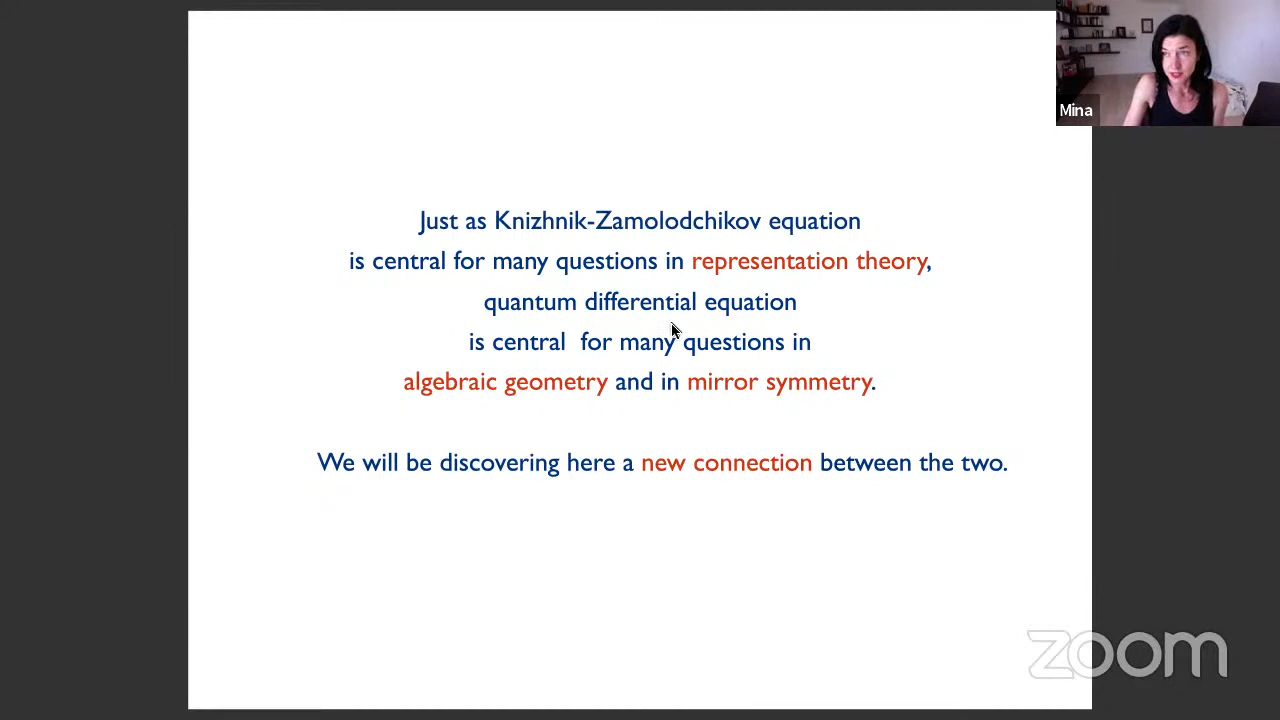 Mina
Just as Knizhnik-Zamolodchikov equation
is central for many questions in representation theory,
quantum differential equation
is central for many questions in
algebraic geometry and in mirror symmetry.
We will be discovering here a new connection between the two.
zoom